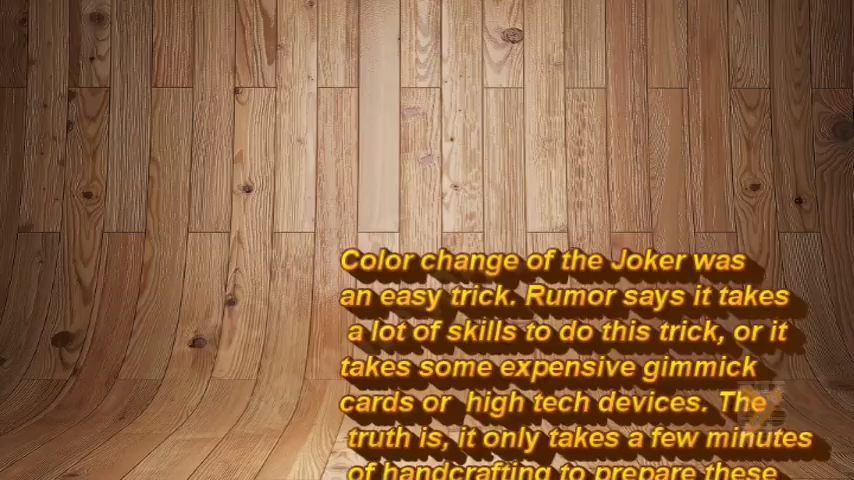 Color change of the Joker was
an easy trick. Rumor says it takes
a lot of skills to do this trick, or it
takes some expensive gimmick
cards or high tech devices. The
truth is, it only takes a few minutes
of handcrafting to prepare these